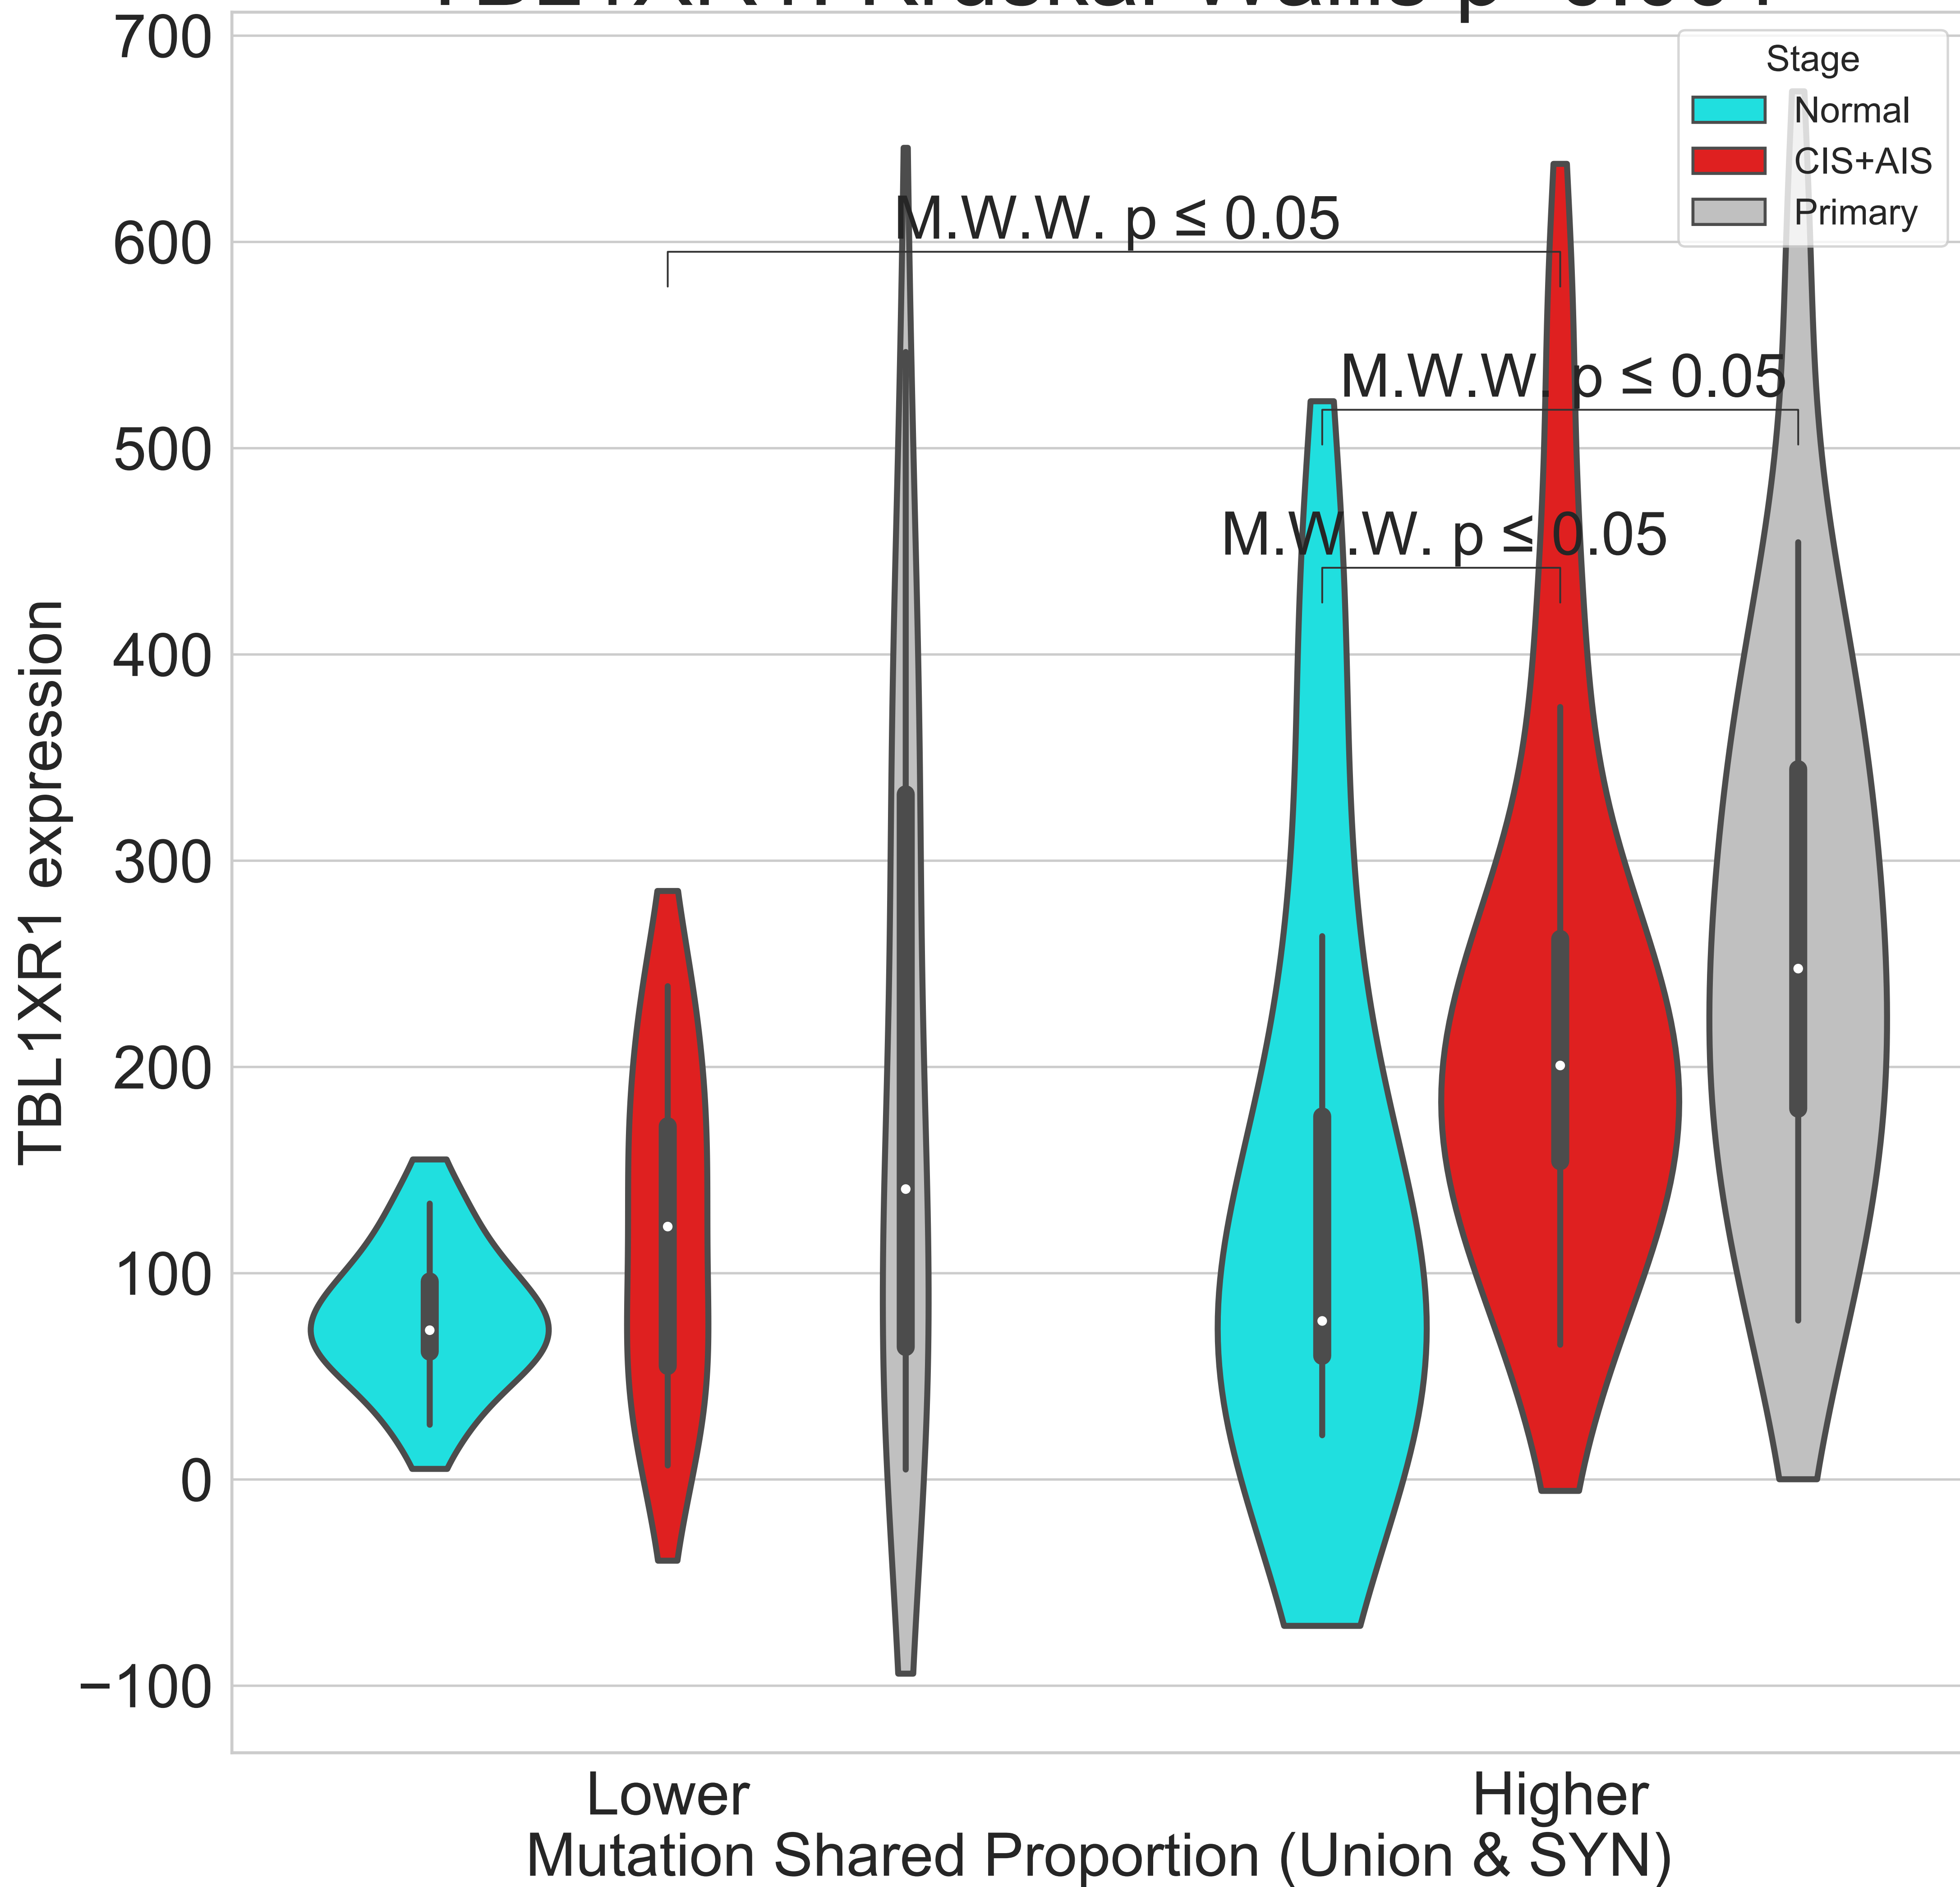 700
600
500
400
300
200
100
0
−100
TBL1XR1 expression
Stage
Normal
CIS+AIS
Primary
M.W.W. p ≤ 0.05
M.W.W. p ≤ 0.05
M.W.W. p ≤ 0.05
Lower
Higher
Mutation Shared Proportion (Union & SYN)